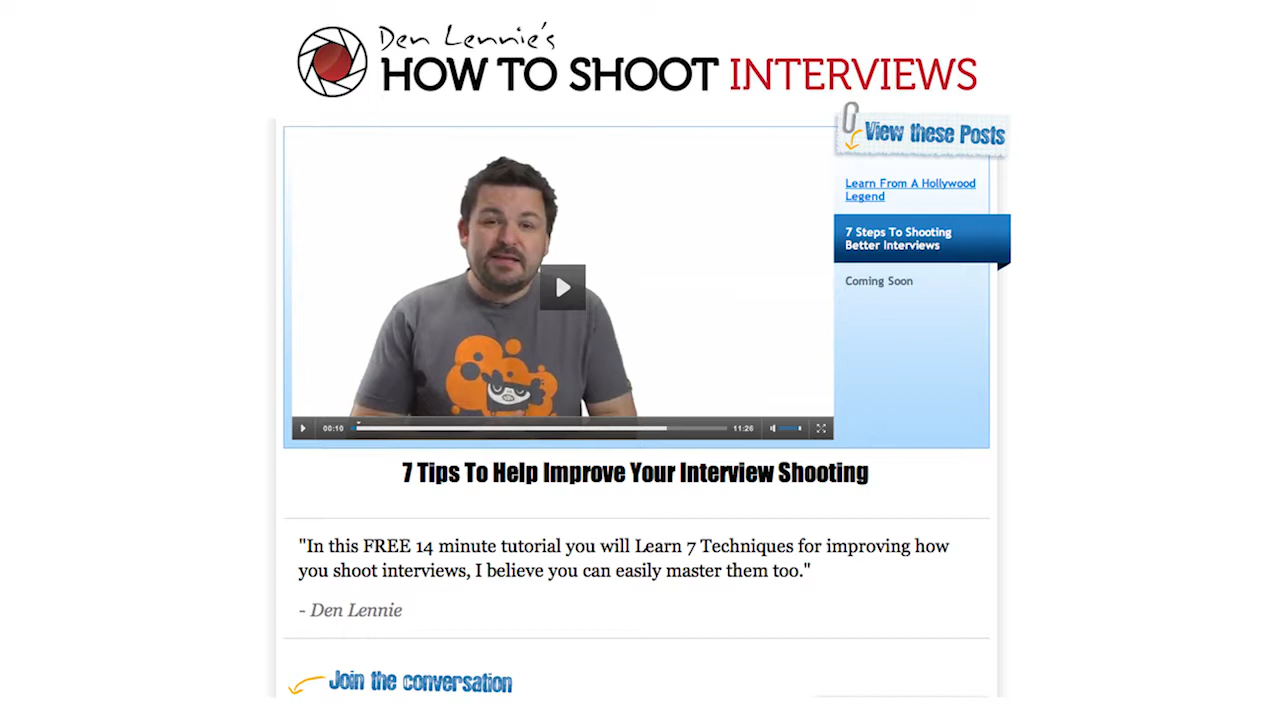 Den Lennie's
HOW TO SHOOT INTERVIEWS
View these Posts
Learn From A Hollywood
Legend
7 Steps To Shooting
Better Interviews
Coming Soon
00:10
11:26
7 Tips To Help Improve Your Interview Shooting
"In this FREE 14 minute tutorial you will Learn 7 Techniques for improving how
you shoot interviews, I believe you can easily master them too."
- Den Lennie
Join the conversation